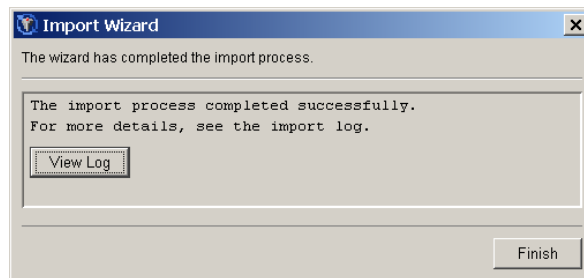 Import Wizard
The wizard has completed the import process.
The import process completed successfully.
For more details, see the import log.
View Log
Finish